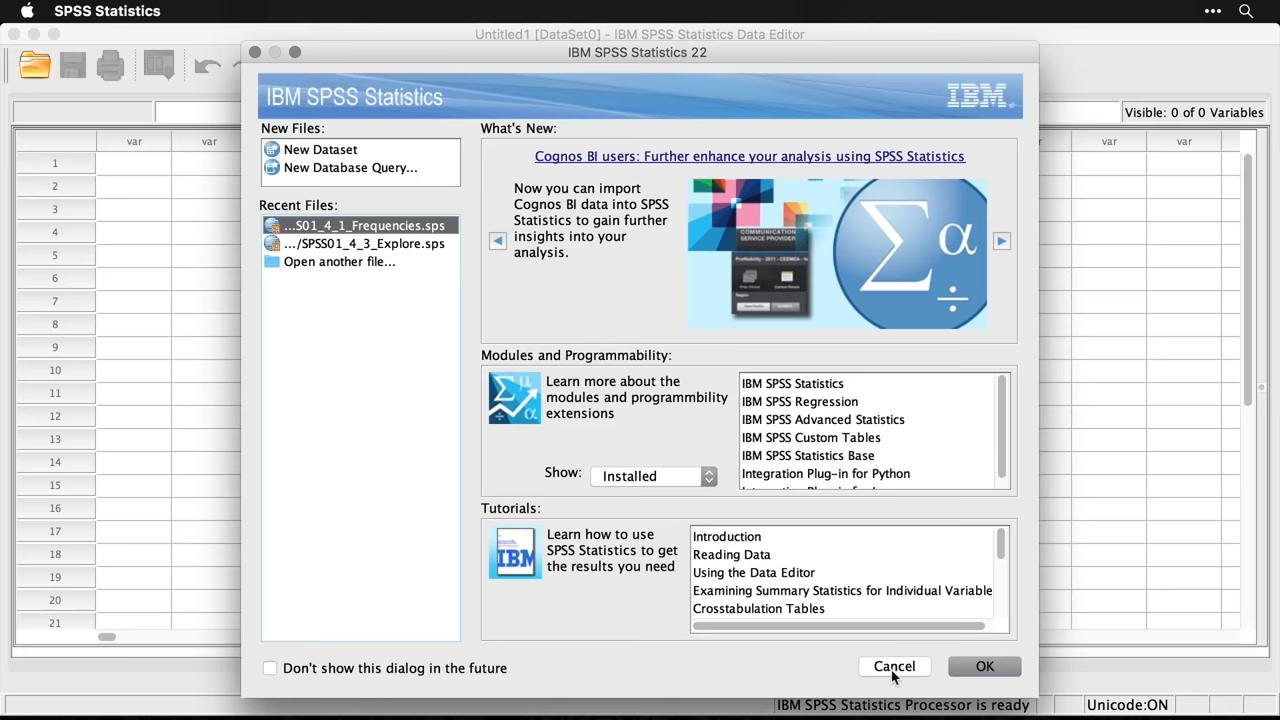 SPSS Statistics
Untitled1 [DataSet0] - IBM SPSS Statistics Data Editor
IBM SPSS Statistics 22
IBM SPSS Statistics
IBM
Visible: 0 of 0 Variables
var
var
var
var
1
2
3
4
5
6
7
8
9
10
11
12
13
14
15
16
17
18
19
20
21
New Files:
New Dataset
New Database Query...
Recent Files:
...S01_4_1_Frequencies.sps
.../SPSS01_4_3_Explore.sps
Open another file...
What's New:
Cognos BI users: Further enhance your analysis using SPSS Statistics
Now you can import
Cognos BI data into SPSS
Statistics to gain further
insights into your
analysis.
COMMUNICATION
SERVICE PROVIDER
Σ α ÷
Modules and Programmability:
Learn more about the
modules and programmbility
extensions
Show: Installed
IBM SPSS Statistics
IBM SPSS Regression
IBM SPSS Advanced Statistics
IBM SPSS Custom Tables
IBM SPSS Statistics Base
Integration Plug-in for Python
Tutorials:
IBM
Learn how to use
SPSS Statistics to get
the results you need
Introduction
Reading Data
Using the Data Editor
Examining Summary Statistics for Individual Variable
Crosstabulation Tables
Don't show this dialog in the future
Cancel
OK
IBM SPSS Statistics Processor is ready
Unicode:ON